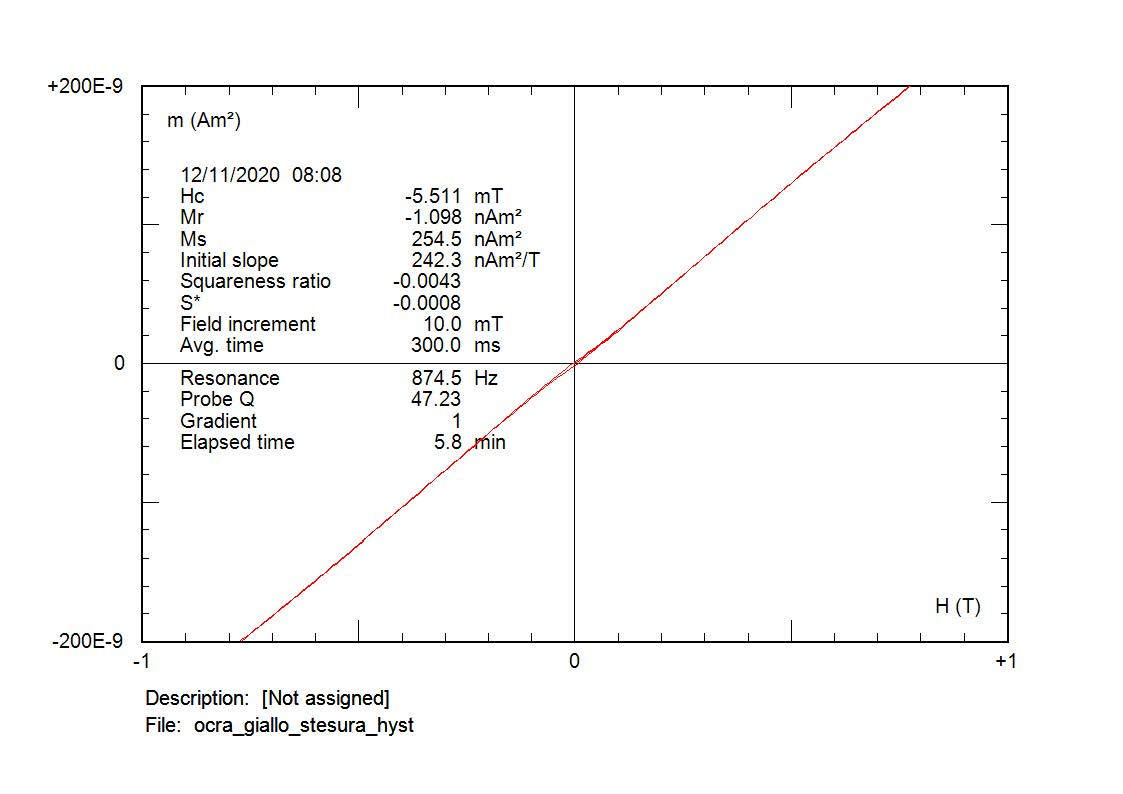 +200E-9
m (Am²)
12/11/2020 08:08
Hc -5.511 mT
Mr -1.098 nAm²
Ms 254.5 nAm²
Initial slope 242.3 nAm²/T
Squareness ratio -0.0043
S* -0.0008
Field increment 10.0 mT
Avg. time 300.0 ms
0
Resonance 874.5 Hz
Probe Q 47.23
Gradient 1
Elapsed time 5.8 min
H (T)
-200E-9
-1 0 +1
Description: [Not assigned]
File: ocra_giallo_stesura_hyst